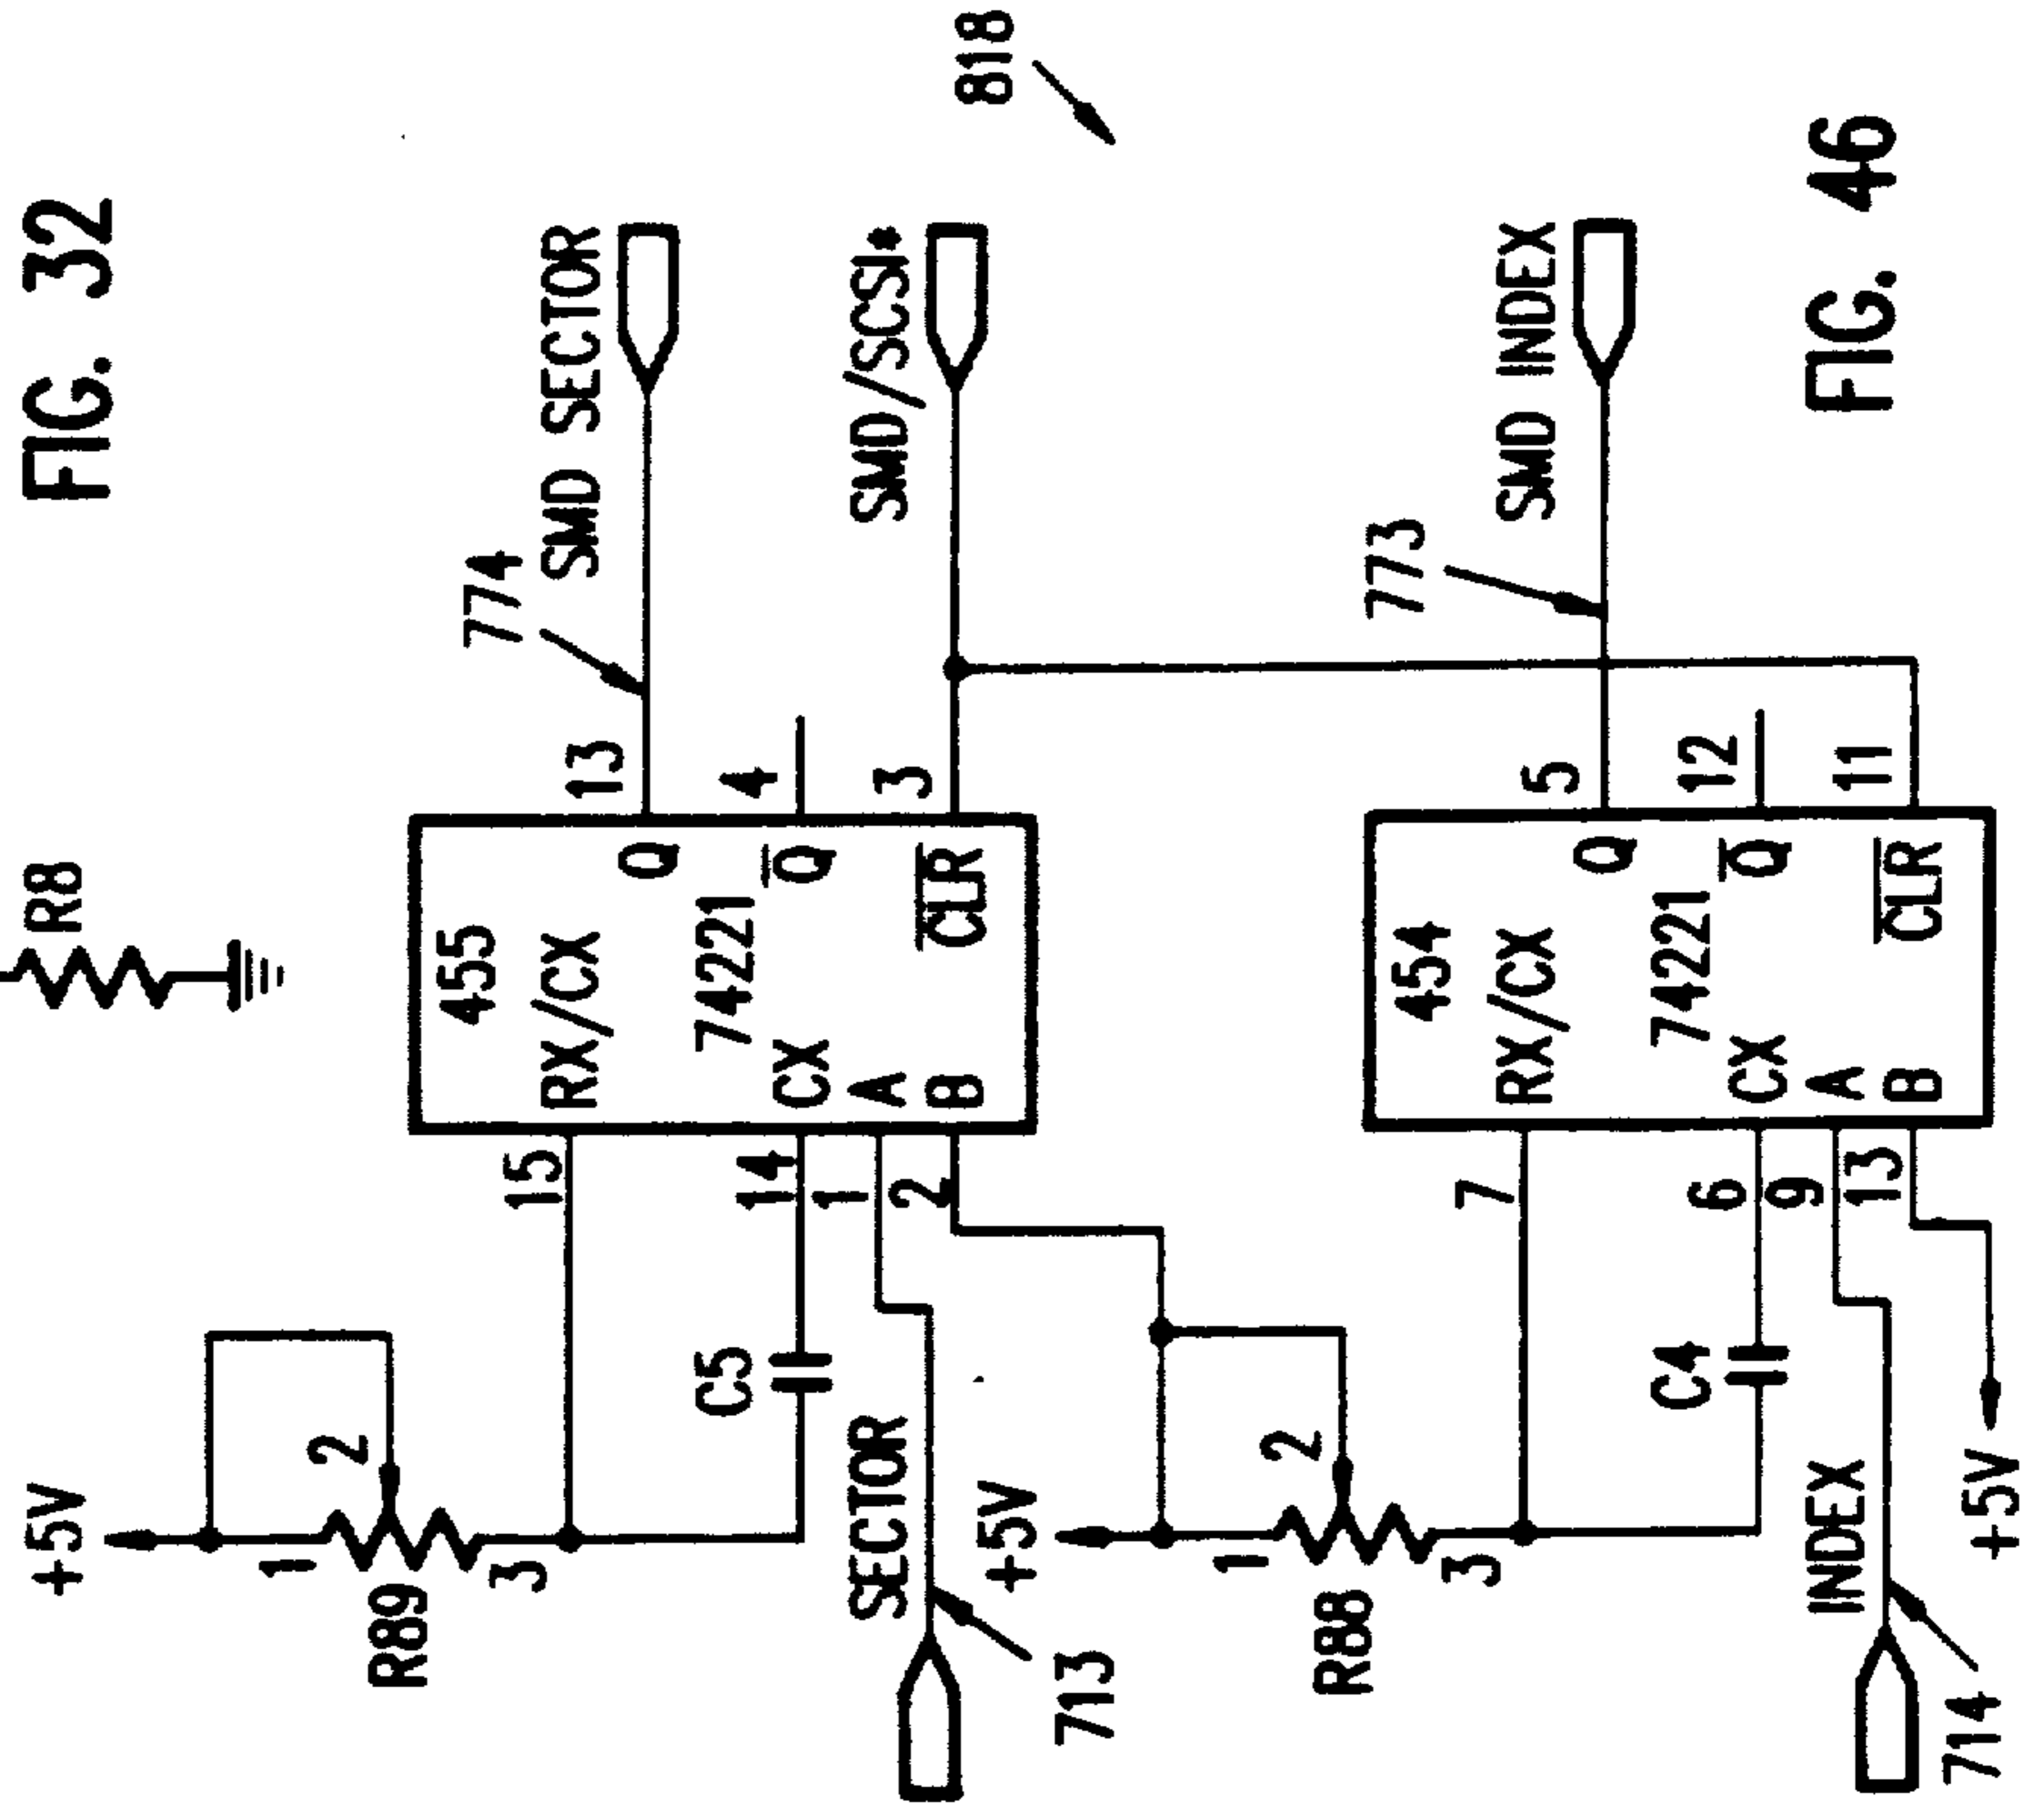 FIG. 32
R8
+5V
1
2
R89
3
15
455
RX/CX
74221
CX
A
B
Q
Q
CLR
13
4
3
774
SMD SECTOR
SMD/SCSI*
818
C5
14
1
2
SECTOR
713
+5V
1
2
R88
3
7
454
RX/CX
74221
CX
A
B
Q
Q
CLR
5
12
11
773
SMD INDEX
C4
6
9
13
INDEX
714
+5V
FIG. 46